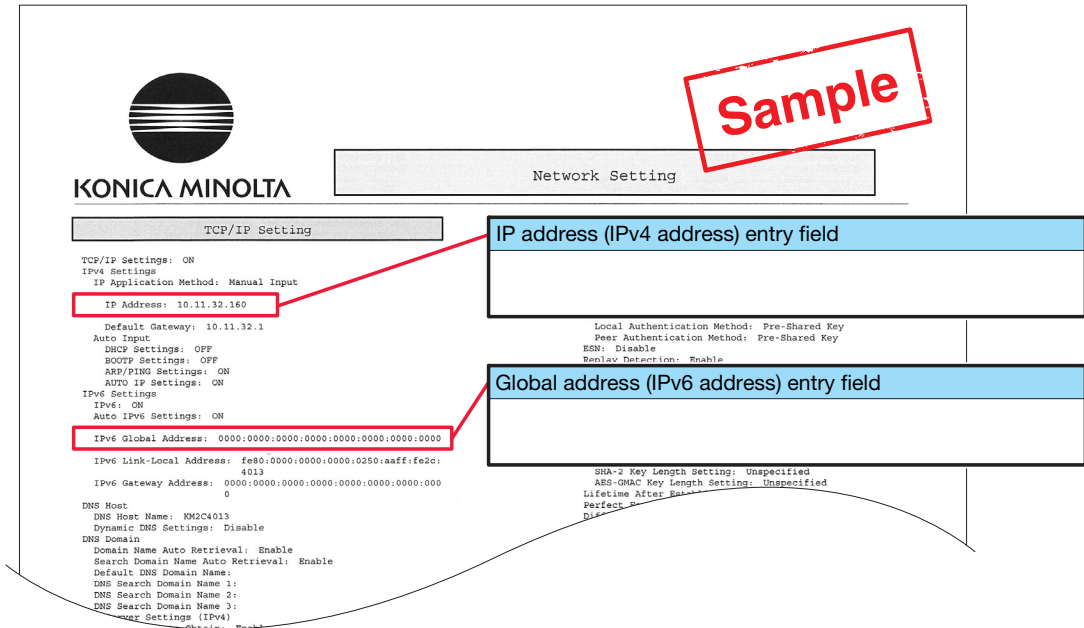 Sample
KONICA MINOLTA
Network Setting
TCP/IP Setting
TCP/IP Settings: ON
IPv4 Settings
IP Application Method: Manual Input
IP Address: 10.11.32.160
Default Gateway: 10.11.32.1
Auto Input
DHCP Settings: OFF
BOOTP Settings: OFF
ARP/PING Settings: ON
AUTO IP Settings: ON
IPv6 Settings
IPv6: ON
Auto IPv6 Settings: ON
IPv6 Global Address: 0000:0000:0000:0000:0000:0000:0000:0000
IPv6 Link-Local Address: fe80:0000:0000:0000:0250:aaff:fe2c:
4013
IPv6 Gateway Address: 0000:0000:0000:0000:0000:0000:0000:000
0
DNS Host
DNS Host Name: KM2C4013
Dynamic DNS Settings: Disable
DNS Domain
Domain Name Auto Retrieval: Enable
Search Domain Name Auto Retrieval: Enable
Default DNS Domain Name:
DNS Search Domain Name 1:
DNS Search Domain Name 2:
DNS Search Domain Name 3:
Settings (IPv4)
IP address (IPv4 address) entry field
Local Authentication Method: Pre-Shared Key
Peer Authentication Method: Pre-Shared Key
ESN: Disable
Replay Detection: Enable
Global address (IPv6 address) entry field
SHA-2 Key Length Setting: Unspecified
AES-GMAC Key Length Setting: Unspecified
Lifetime After
Perfect